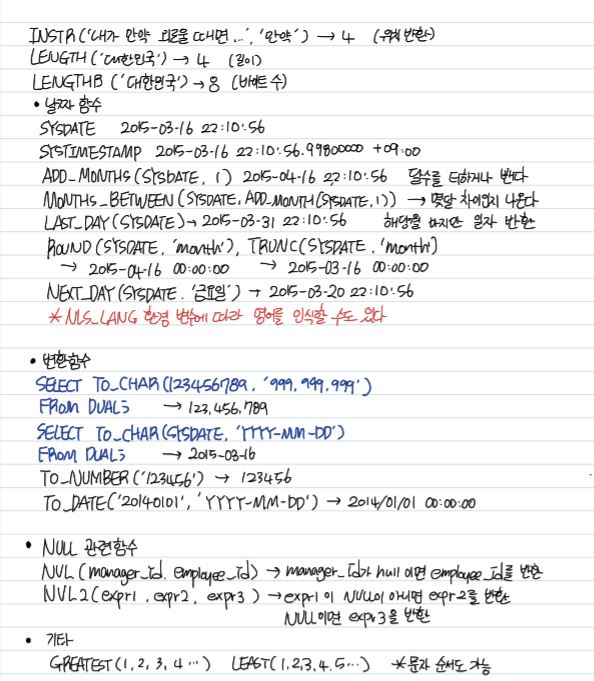 INSTR('내가 만약 외로울 때면...', '만약') → 4 (위치 반환)
LENGTH('대한민국') → 4 (길이)
LENGTHB('대한민국') → 8 (바이트 수)
• 날짜 함수
SYSDATE 2015-03-16 22:10:56
SYSTIMESTAMP 2015-03-16 22:10:56.99800000 +09:00
ADD_MONTHS(SYSDATE, 1) 2015-04-16 22:10:56 달수를 더하거나 뺀다
MONTHS_BETWEEN(SYSDATE, ADD_MONTH(SYSDATE, 1)) → 몇달 차이인지 나온다
LAST_DAY(SYSDATE) → 2015-03-31 22:10:56 해당월 마지막 일자 반환
ROUND(SYSDATE, 'month'), TRUNC(SYSDATE, 'month)
→ 2015-04-16 00:00:00 → 2015-03-16 00:00:00
NEXT_DAY(SYSDATE, '금요일') → 2015-03-20 22:10:56
*NLS_LANG 환경 변수에 따라 영어를 인식할 수도 있다
• 변환함수
SELECT TO_CHAR(123456789, '999,999,999')
FROM DUAL; → 123,456,789
SELECT TO_CHAR(SYSDATE, 'YYYY-MM-DD')
FROM DUAL; → 2015-03-16
TO_NUMBER('123456') → 123456
TO_DATE('20140101', 'YYYY-MM-DD') → 2014/01/01 00:00:00
• NULL 관련함수
NVL(manager_id, employee_id) → manager_id가 null이면 employee_id를 반환
NVL2(expr1, expr2, expr3) → expr1이 NULL이 아니면 expr2를 반환
NULL이면 expr3을 반환
• 기타
GREATEST(1, 2, 3, 4 ...) LEAST(1,2,3,4,5...) *문자 순서도 가능